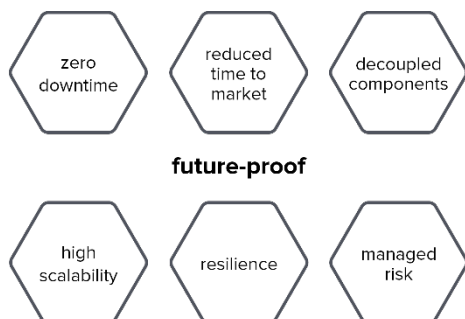 zero
downtime
reduced
time to
market
decoupled
components
future-proof
high
scalability
resilience
managed
risk